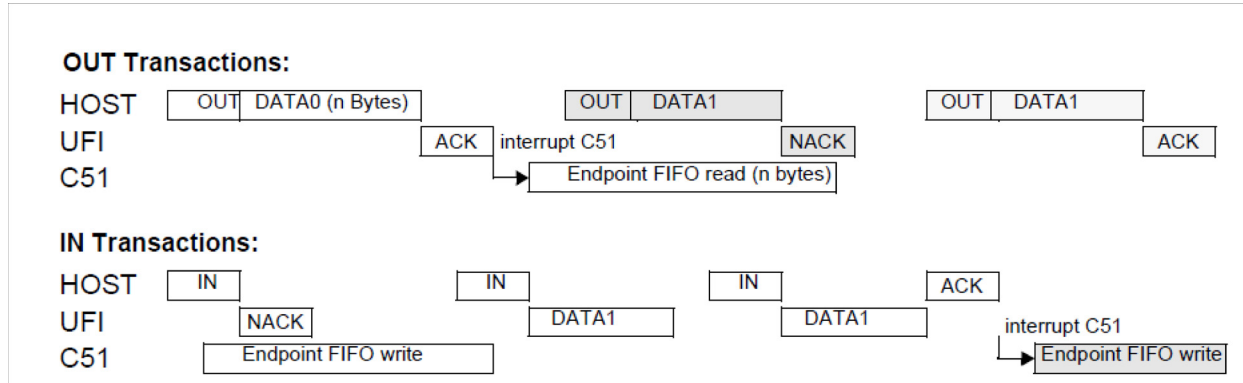 OUT Transactions:
HOST OUT DATA0 (n Bytes) OUT DATA1 OUT DATA1
UFI ACK interrupt C51 NACK ACK
C51 Endpoint FIFO read (n bytes)
IN Transactions:
HOST IN IN IN ACK
UFI NACK DATA1 DATA1 interrupt C51
C51 Endpoint FIFO write Endpoint FIFO write